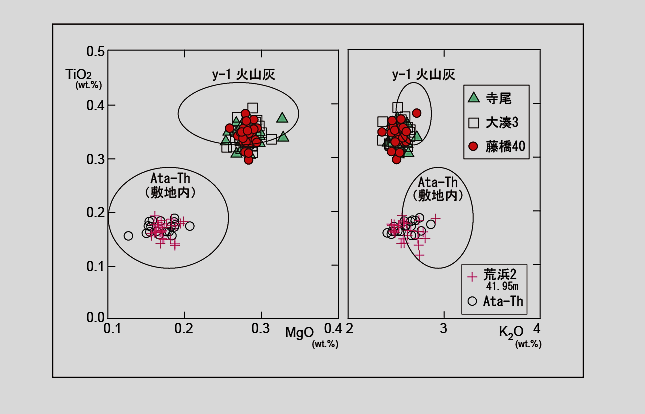 0.5
TiO2
(wt.%)
0.4
0.3
0.2
0.1
0.0
y-1 火山灰
Ata-Th
(敷地内)
0.1
0.2
0.3
0.4
MgO
(wt.%)
y-1 火山灰
寺尾
大湊3
藤橋40
Ata-Th
(敷地内)
荒浜2
41.95m
Ata-Th
2
3
4
K2O
(wt.%)